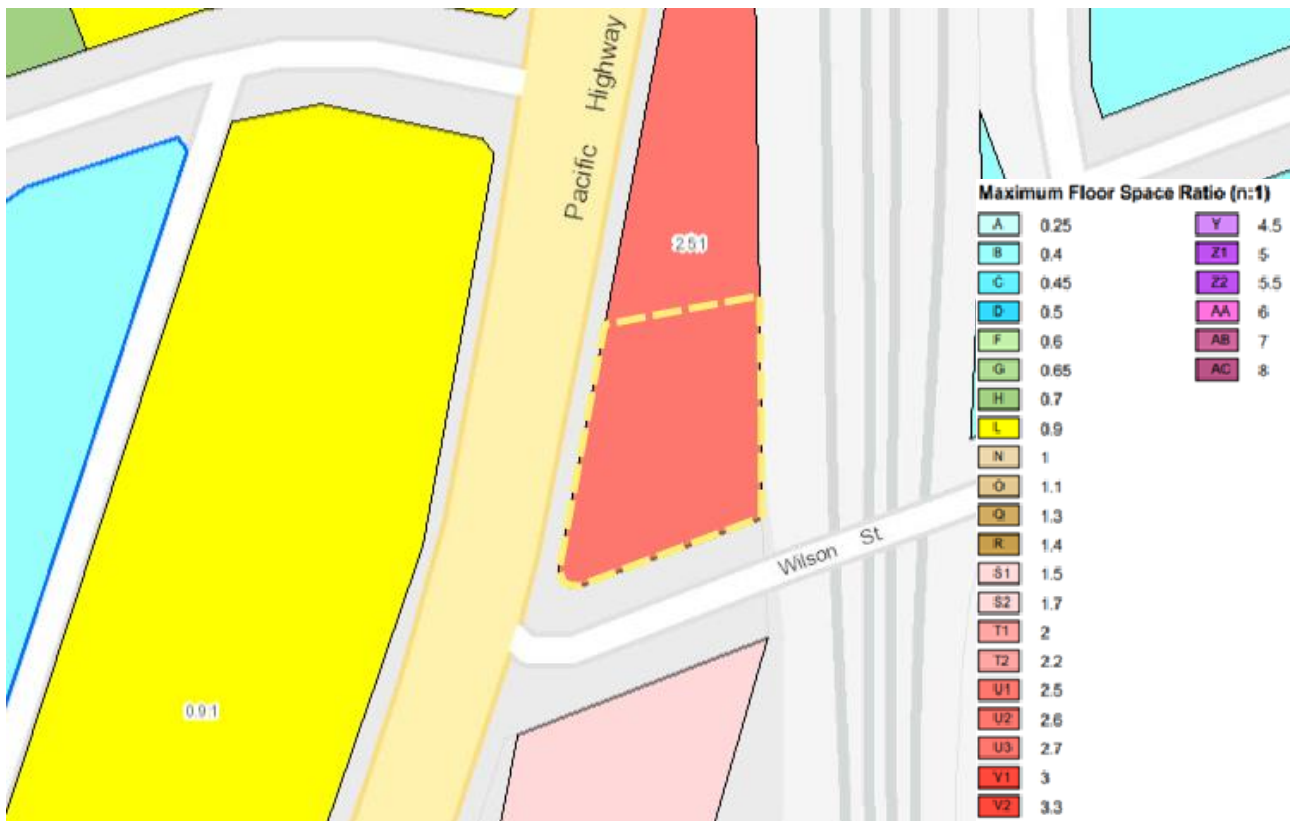 Pacific Highway
2.5:1
Wilson St
0.9:1
Maximum Floor Space Ratio (n:1)
A 0.25
B 0.4
C 0.45
D 0.5
F 0.6
G 0.65
H 0.7
L 0.9
N 1
O 1.1
Q 1.3
R 1.4
S1 1.5
S2 1.7
T1 2
T2 2.2
U1 2.5
U2 2.6
U3 2.7
V1 3
V2 3.3
Y 4.5
Z1 5
Z2 5.5
AA 6
AB 7
AC 8